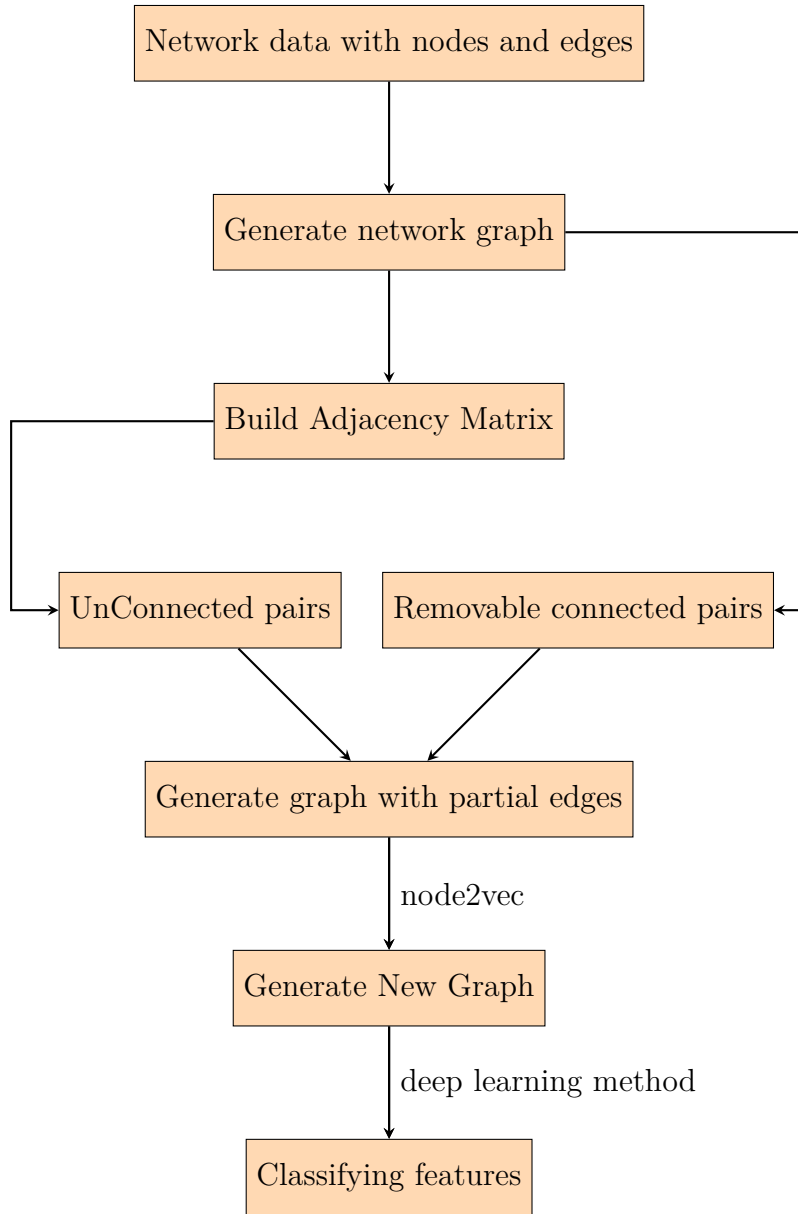 Network data with nodes and edges
Generate network graph
Build Adjacency Matrix
UnConnected pairs
Removable connected pairs
Generate graph with partial edges
node2vec
Generate New Graph
deep learning method
Classifying features